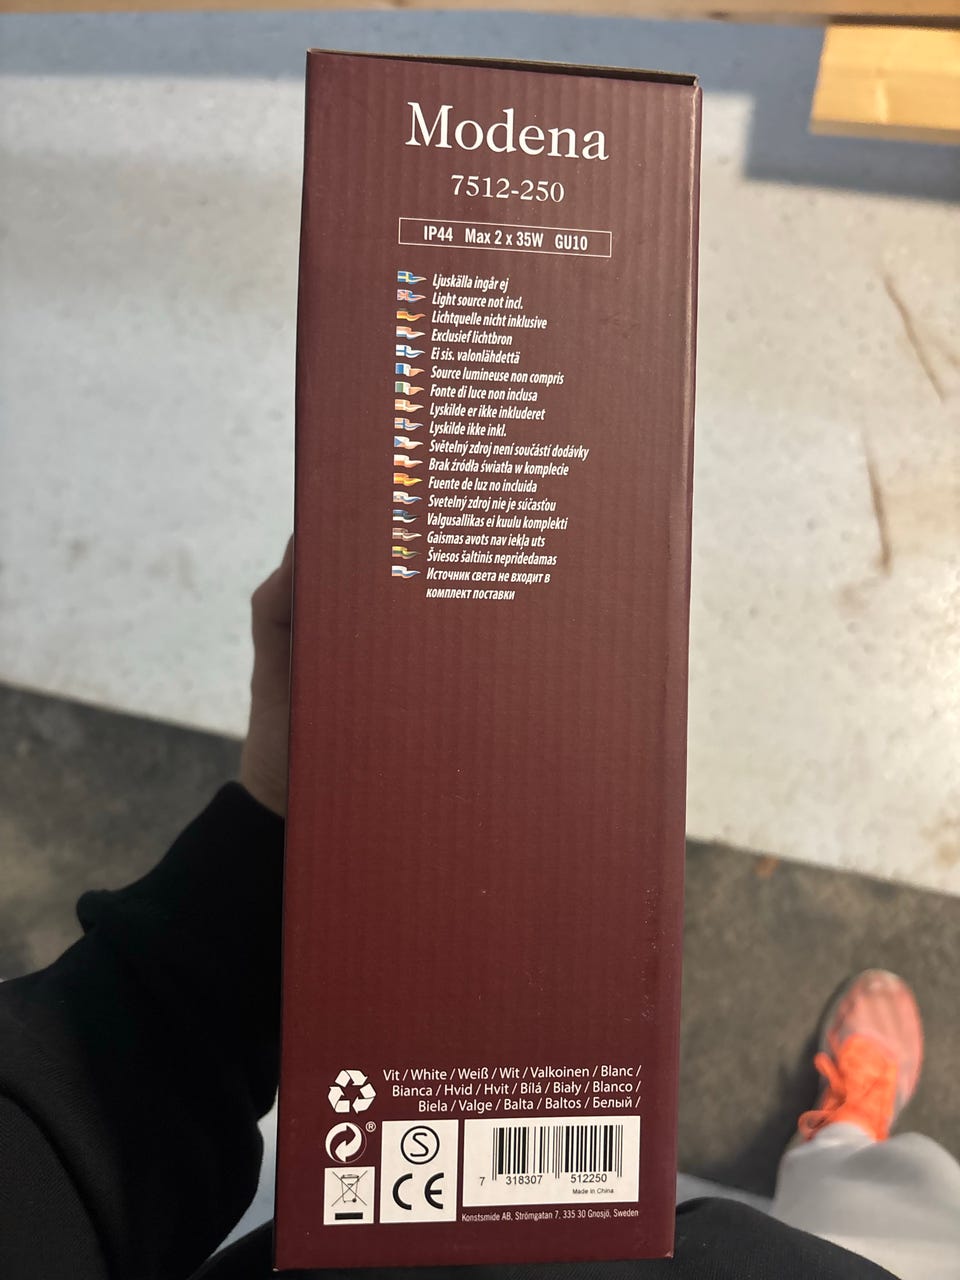 Modena
7512-250
IP44 Max 2 x 35W GU10
Ljuskälla ingår ej
Light source not incl.
Lichtquelle nicht inklusive
Exclusief lichtbron
Ei sis. valonlähdettä
Source lumineuse non compris
Fonte di luce non inclusa
Lyskilde er ikke inkluderet
Lyskilde ikke inkl.
Světelný zdroj není součástí dodávky
Brak źródła światła w komplecie
Fuente de luz no incluida
Svetelný zdroj nie je súčasťou
Valgusallikas ei kuulu komplekti
Gaismas avots nav iekļa uts
Šviesos šaltinis nepridedamas
Источник света не входит в
комплект поставки
Vit / White / Weiß / Wit / Valkoinen / Blanc /
Bianca / Hvid / Hvit / Bílá / Biały / Blanco /
Biela / Valge / Balta / Baltos / Белый /
®
S
CE
7 318307 512250
Made in China
Konstsmide AB, Strömgatan 7, 335 30 Gnosjö, Sweden